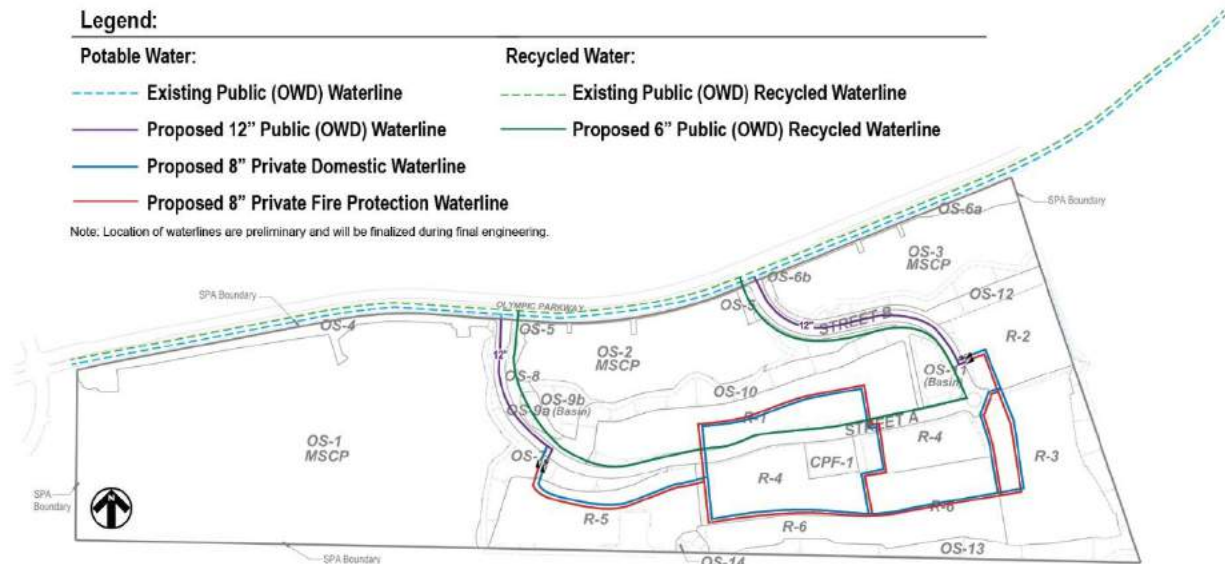 Legend:
Potable Water:
Recycled Water:
Existing Public (OWD) Waterline
Existing Public (OWD) Recycled Waterline
Proposed 12” Public (OWD) Waterline
Proposed 6” Public (OWD) Recycled Waterline
Proposed 8” Private Domestic Waterline
Proposed 8” Private Fire Protection Waterline
Note: Location of waterlines are preliminary and will be finalized during final engineering.
SPA Boundary
OS-6a
OS-3
MSCP
OS-6b
SPA Boundary
OLYMPIC PARKWAY
OS-5
OS-12
OS-4
OS-5
12"
STREET B
R-2
12"
OS-2
MSCP
OS-8
OS-11
(Basin)
OS-10
OS-9b
(Basin)
OS-9a
R-1
STREET A
R-4
OS-1
MSCP
CPF-1
R-3
R-4
SPA
Boundary
N
R-5
R-6
R-6
OS-13
SPA Boundary
OS-14